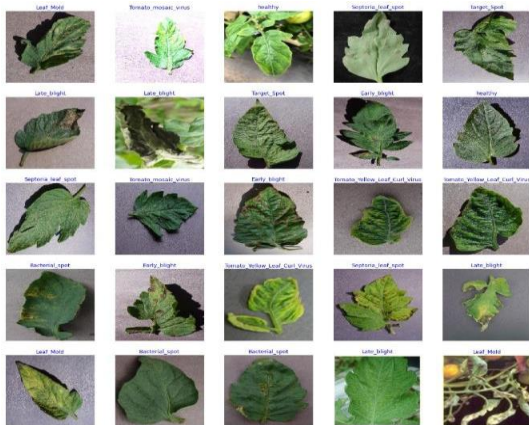 Leaf_Mold
Tomato_mosaic_virus
healthy
Septoria_leaf_spot
Target_Spot
Late_blight
Late_blight
Target_Spot
Early_blight
healthy
Septoria_leaf_spot
Tomato_mosaic_virus
Early_blight
Tomato_Yellow_Leaf_Curl_Virus
Tomato_Yellow_Leaf_Curl_Virus
Bacterial_spot
Early_blight
Tomato_Yellow_Leaf_Curl_Virus
Septoria_leaf_spot
Late_blight
Leaf_Mold
Bacterial_spot
Bacterial_spot
Late_blight
Leaf_Mold